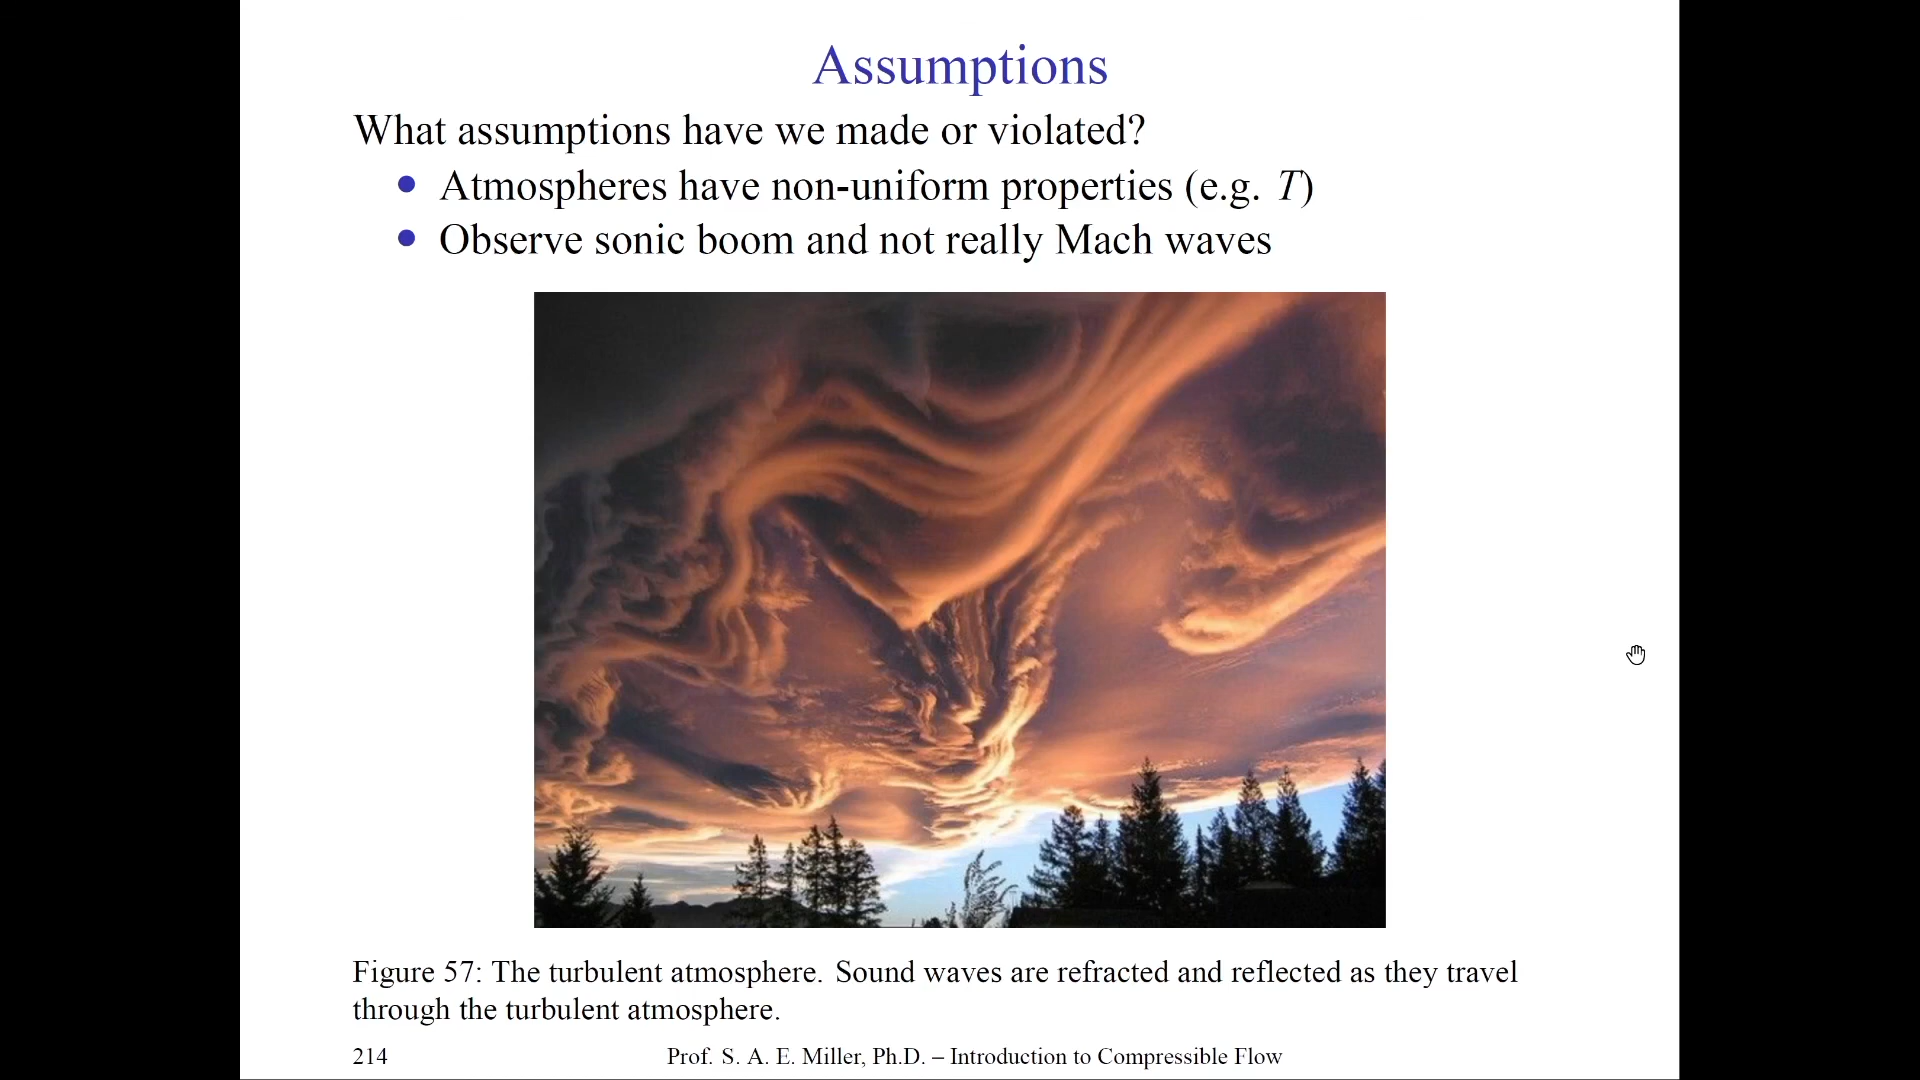 Assumptions
What assumptions have we made or violated?
• Atmospheres have non-uniform properties (e.g. T)
• Observe sonic boom and not really Mach waves
Figure 57: The turbulent atmosphere. Sound waves are refracted and reflected as they travel
through the turbulent atmosphere.
214 Prof. S. A. E. Miller, Ph.D. – Introduction to Compressible Flow